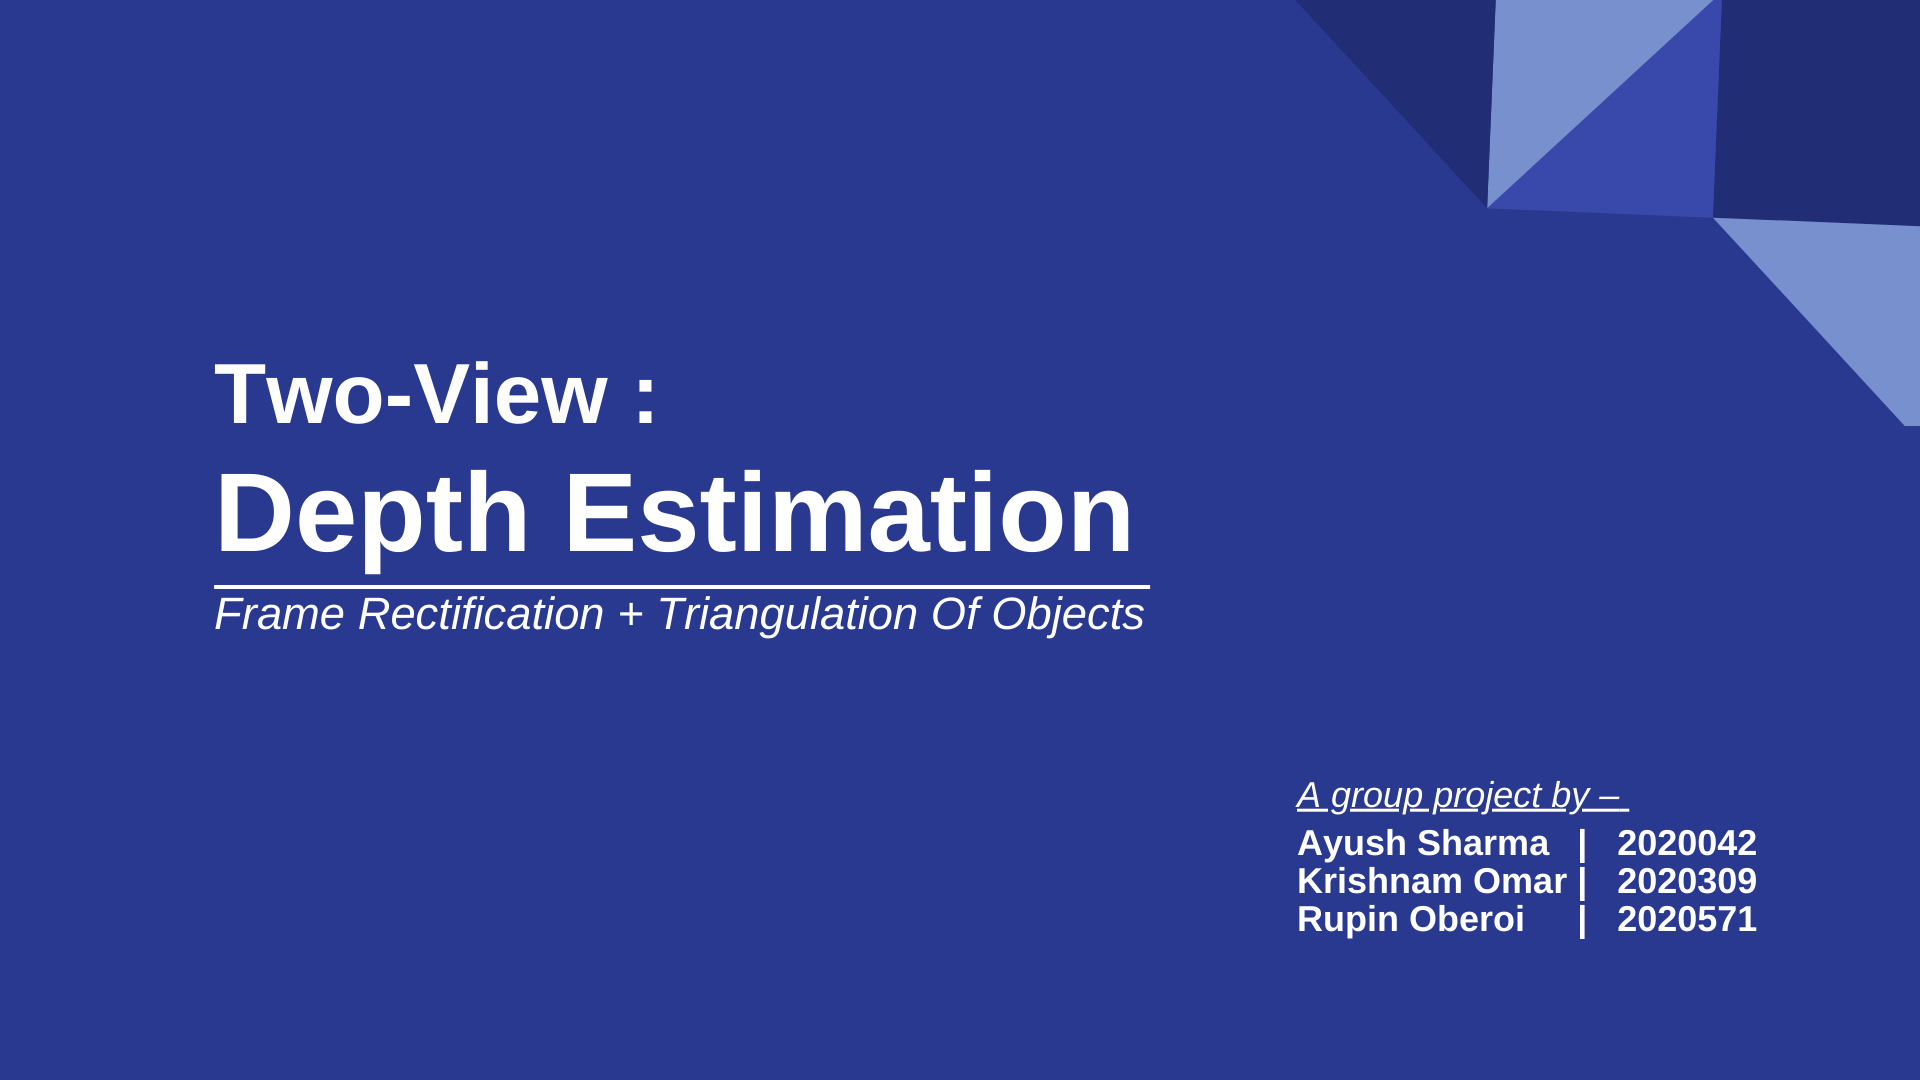 Two-View :
Depth Estimation
Frame Rectification + Triangulation Of Objects
A group project by –
Ayush Sharma | 2020042
Krishnam Omar | 2020309
Rupin Oberoi | 2020571